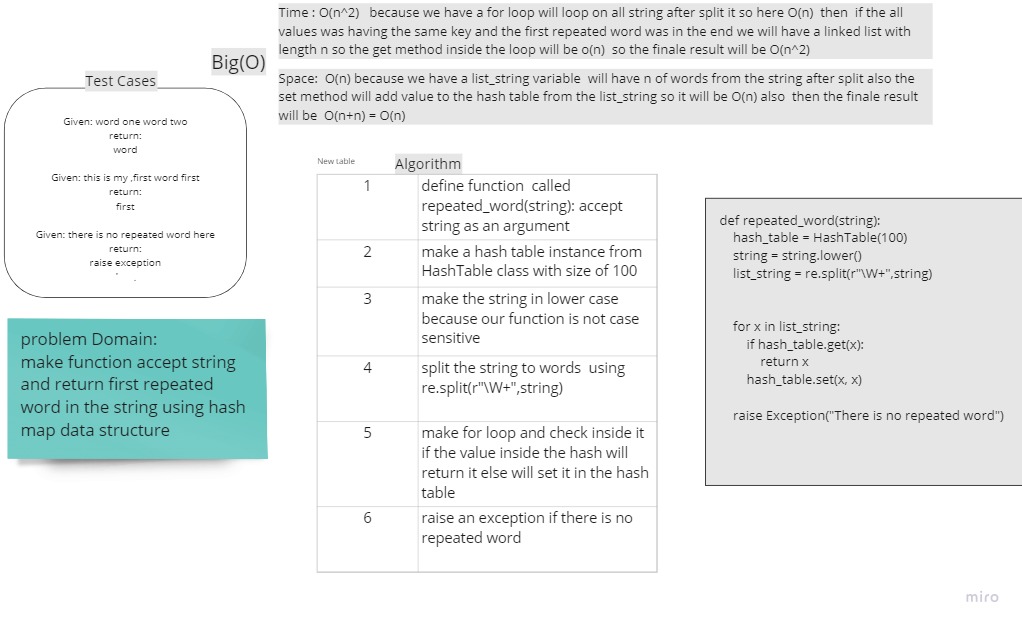 Time : O(n^2) because we have a for loop will loop on all string after split it so here O(n) then if the all
values was having the same key and the first repeated word was in the end we will have a linked list with
length n so the get method inside the loop will be o(n) so the finale result will be O(n^2)
Big(O)
Space: O(n) because we have a list_string variable will have n of words from the string after split also the
set method will add value to the hash table from the list_string so it will be O(n) also then the finale result
will be O(n+n) = O(n)
Test Cases
Given: word one word two
return:
word
Given: this is my ,first word first
return:
first
Given: there is no repeated word here
return:
raise exception
problem Domain:
make function accept string
and return first repeated
word in the string using hash
map data structure
New table
Algorithm
1
define function called
repeated_word(string): accept
string as an argument
2
make a hash table instance from
HashTable class with size of 100
3
make the string in lower case
because our function is not case
sensitive
4
split the string to words using
re.split(r"\W+",string)
5
make for loop and check inside it
if the value inside the hash will
return it else will set it in the hash
table
6
raise an exception if there is no
repeated word
def repeated_word(string):
hash_table = HashTable(100)
string = string.lower()
list_string = re.split(r"\W+",string)
for x in list_string:
if hash_table.get(x):
return x
hash_table.set(x, x)
raise Exception("There is no repeated word")
miro